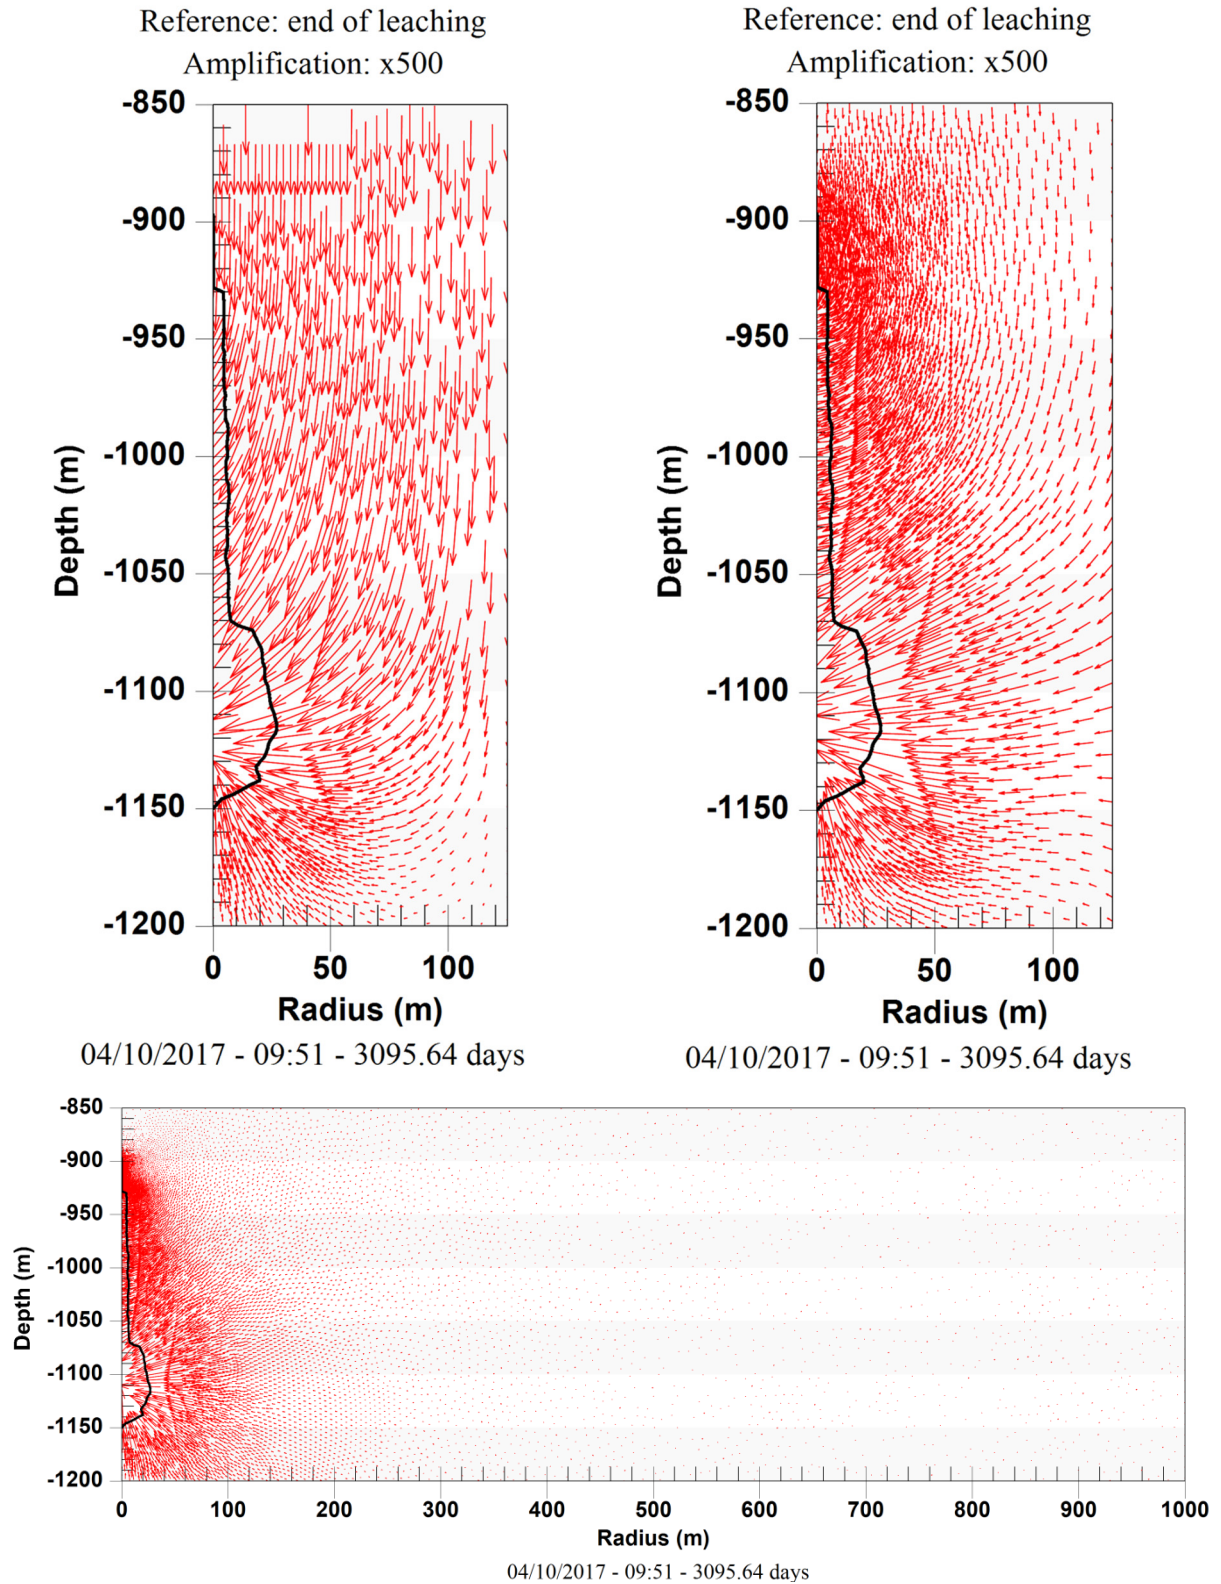 Reference: end of leaching
Amplification: x500
-850
-900
-950
-1000
-1050
-1100
-1150
-1200
Depth (m)
0 50 100
Radius (m)
04/10/2017 - 09:51 - 3095.64 days
Reference: end of leaching
Amplification: x500
-850
-900
-950
-1000
-1050
-1100
-1150
-1200
Depth (m)
0 50 100
Radius (m)
04/10/2017 - 09:51 - 3095.64 days
-850
-900
-950
-1000
-1050
-1100
-1150
-1200
Depth (m)
0 100 200 300 400 500 600 700 800 900 1000
Radius (m)
04/10/2017 - 09:51 - 3095.64 days